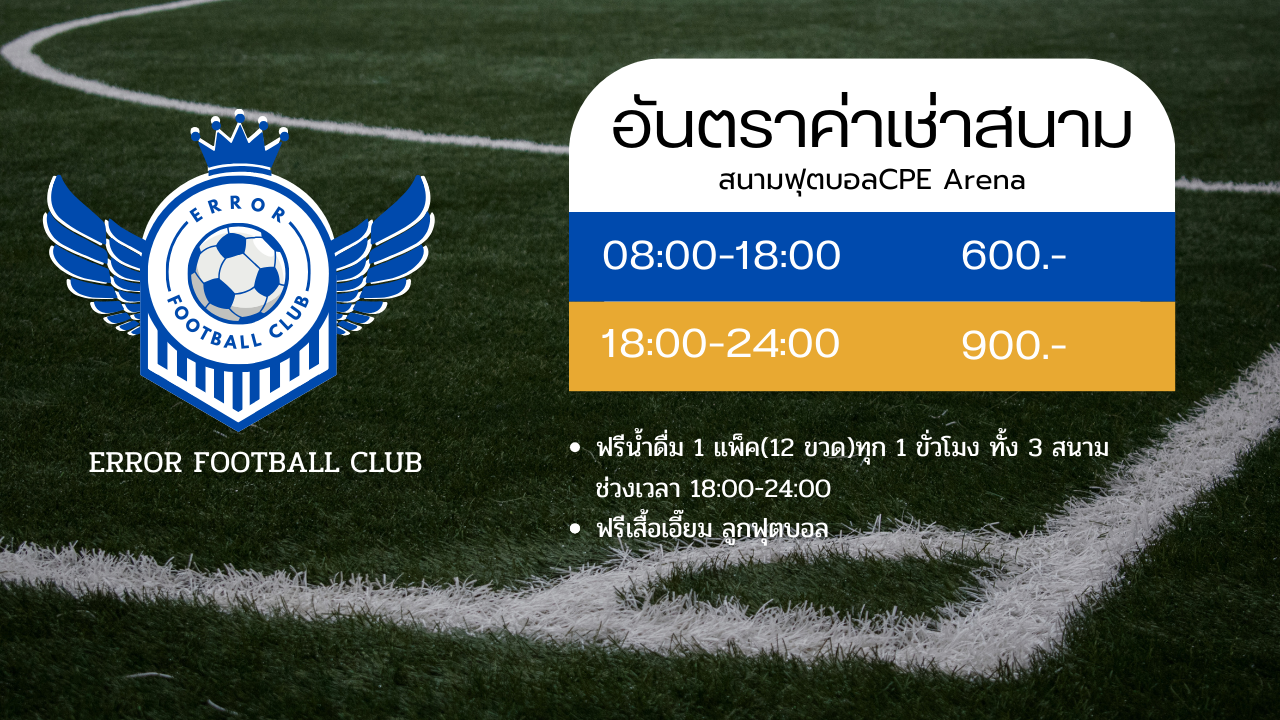 ERROR
FOOTBALL CLUB
ERROR FOOTBALL CLUB
อันตราค่าเช่าสนาม
สนามฟุตบอลCPE Arena
08:00-18:00 600.-
18:00-24:00 900.-
• ฟรีน้ำดื่ม 1 แพ็ค(12 ขวด)ทุก 1 ขั่วโมง ทั้ง 3 สนาม
ช่วงเวลา 18:00-24:00
• ฟรีเสื้อเอี๊ยม ลูกฟุตบอล